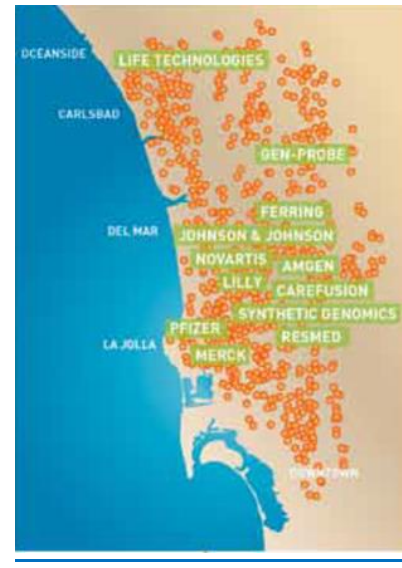 OCEANSIDE
LIFE TECHNOLOGIES
CARLSBAD
GEN-PROBE
FERRING
DEL MAR
JOHNSON & JOHNSON
NOVARTIS
AMGEN
LILLY
CAREFUSION
SYNTHETIC GENOMICS
PFIZER
RESMED
LA JOLLA
MERCK
DOWNTOWN